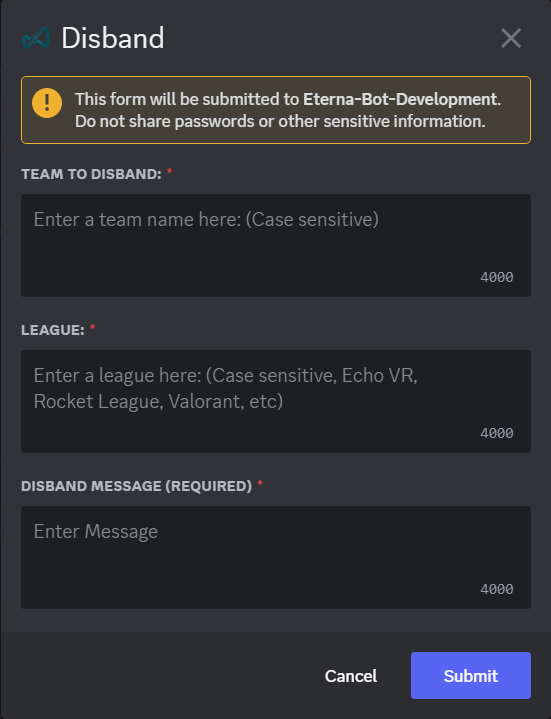 Disband
This form will be submitted to Eterna-Bot-Development.
Do not share passwords or other sensitive information.
TEAM TO DISBAND: *
Enter a team name here: (Case sensitive)
4000
LEAGUE: *
Enter a league here: (Case sensitive, Echo VR,
Rocket League, Valorant, etc)
4000
DISBAND MESSAGE (REQUIRED) *
Enter Message
4000
Cancel
Submit